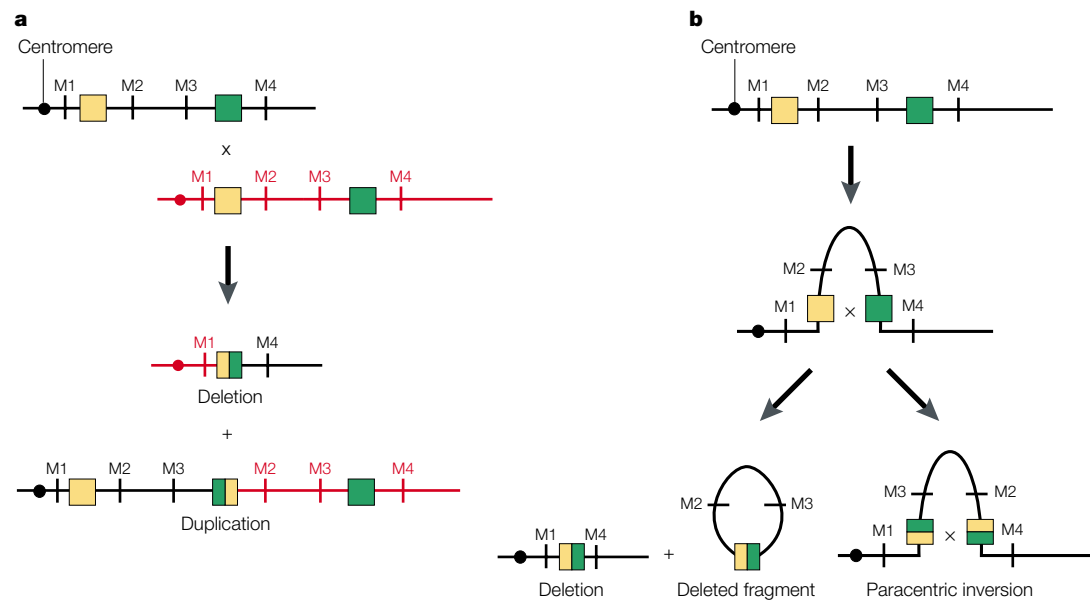 a
Centromere
M1 M2 M3 M4
x
M1 M2 M3 M4
M1 M4
Deletion
+
M1 M2 M3 M2 M3 M4
Duplication
b
Centromere
M1 M2 M3 M4
M2 M3
M1 × M4
M2 M3
M3 M2
M1 × M4
M1 M4 +
Deletion Deleted fragment Paracentric inversion